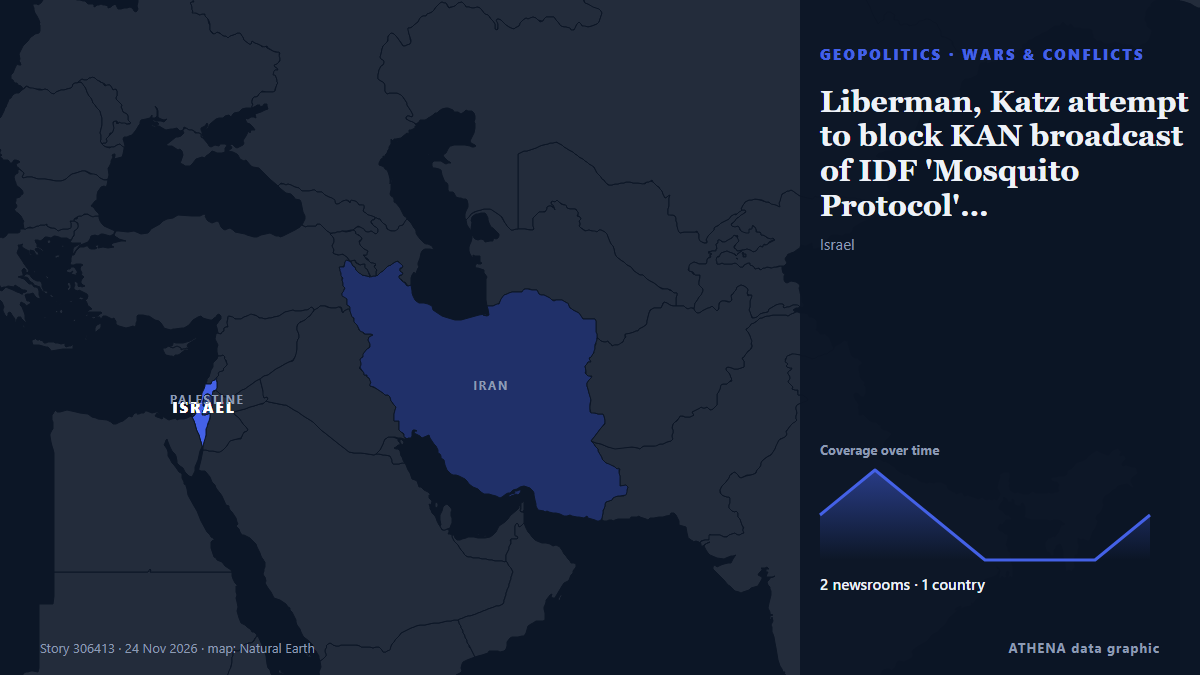 GEOPOLITICS · WARS & CONFLICTS
Liberman, Katz attempt
to block KAN broadcast
of IDF 'Mosquito
Protocol'...
Israel
IRAN
PALESTINE
ISRAEL
Coverage over time
2 newsrooms · 1 country
Story 306413 · 24 Nov 2026 · map: Natural Earth
ATHENA data graphic